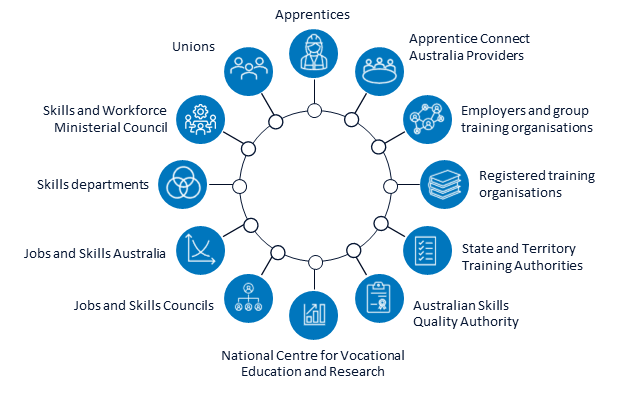 Apprentices
Apprentice Connect
Australia Providers
Employers and group
training organisations
Registered training
organisations
State and Territory
Training Authorities
Australian Skills
Quality Authority
National Centre for Vocational
Education and Research
Jobs and Skills Councils
Jobs and Skills Australia
Skills departments
Skills and Workforce
Ministerial Council
Unions